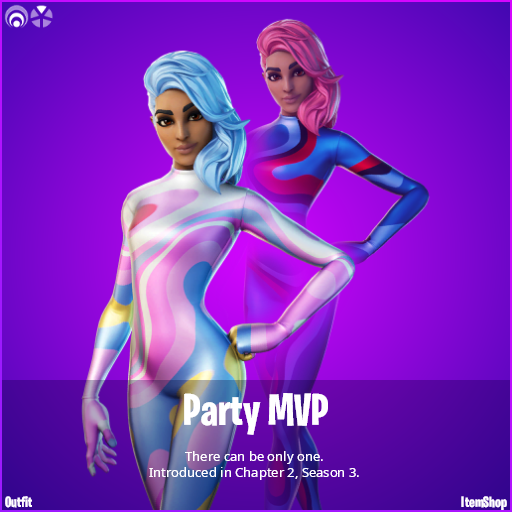 Party MVP
There can be only one.
Introduced in Chapter 2, Season 3.
Outfit
ItemShop